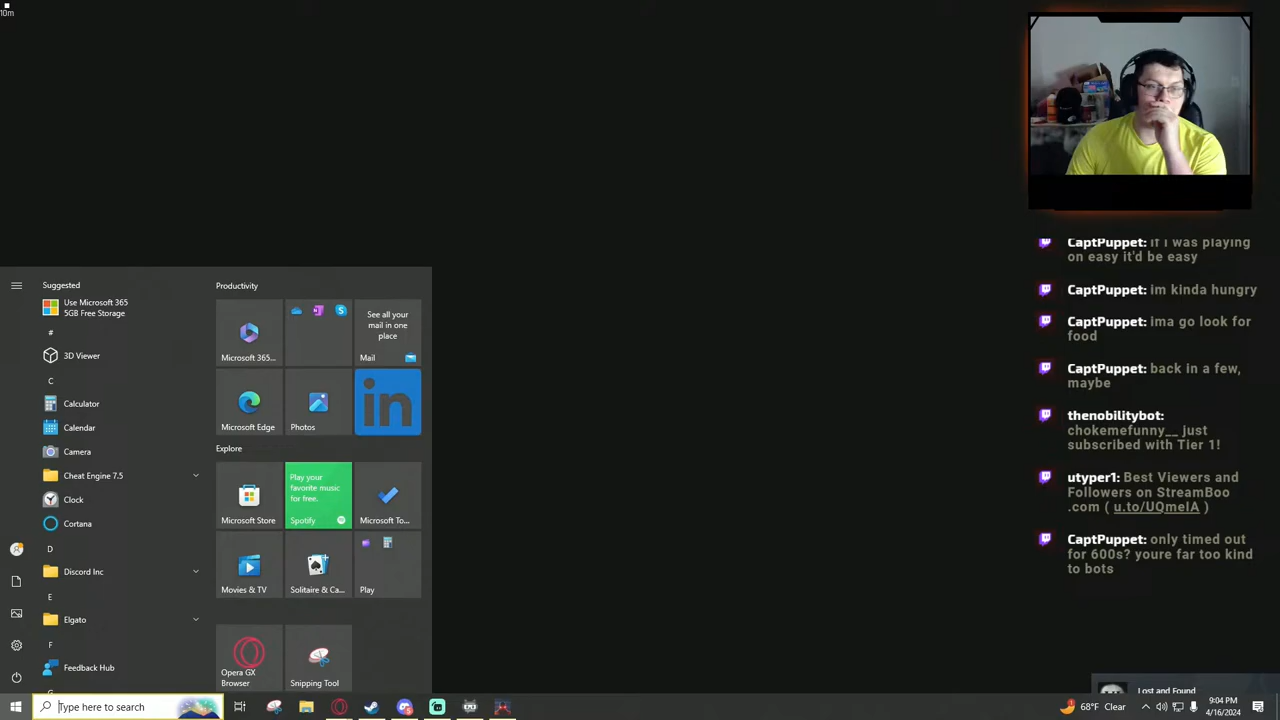 10m
CaptPuppet: if i was playing
on easy it'd be easy
CaptPuppet: im kinda hungry
CaptPuppet: ima go look for
food
CaptPuppet: back in a few,
maybe
thenobilitybot:
chokemefunny__ just
subscribed with Tier 1!
utyper1: Best Viewers and
Followers on StreamBoo
.com ( u.to/UQmeIA )
CaptPuppet: only timed out
for 600s? youre far too kind
to bots
Suggested
Use Microsoft 365
5GB Free Storage
#
3D Viewer
C
Calculator
Calendar
Camera
Cheat Engine 7.5
Clock
Cortana
D
Discord Inc
E
Elgato
F
Feedback Hub
Productivity
Microsoft 365...
See all your
mail in one
place
Mail
Microsoft Edge
Photos
in
Explore
Microsoft Store
Play your
favorite music
for free.
Spotify
Microsoft To...
Movies & TV
Solitaire & Ca...
Play
Opera GX
Browser
Snipping Tool
Lost and Found
Type here to search
68°F Clear
9:04 PM
4/16/2024